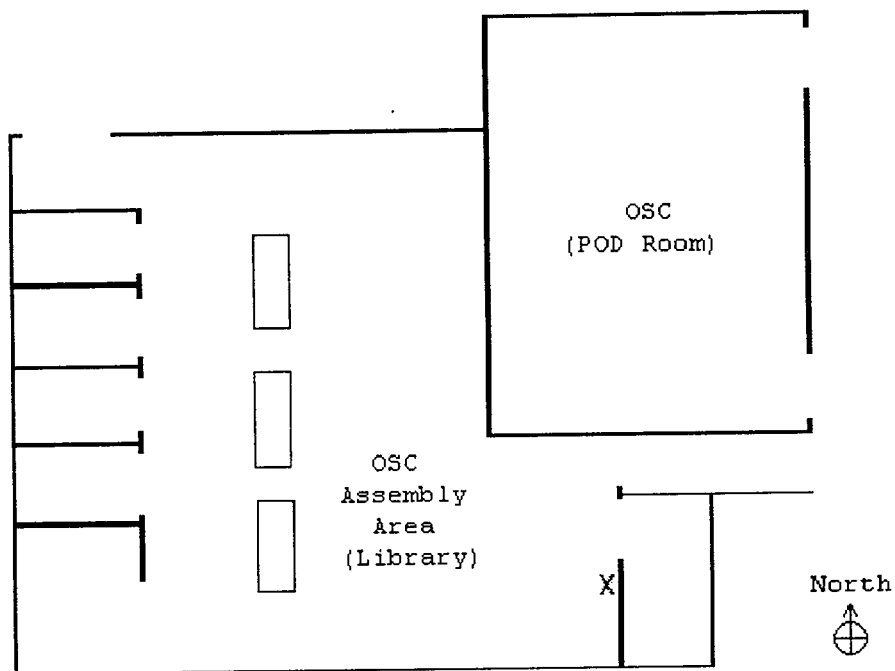 OSC
(POD Room)
OSC
Assembly
Area
(Library)
X
North